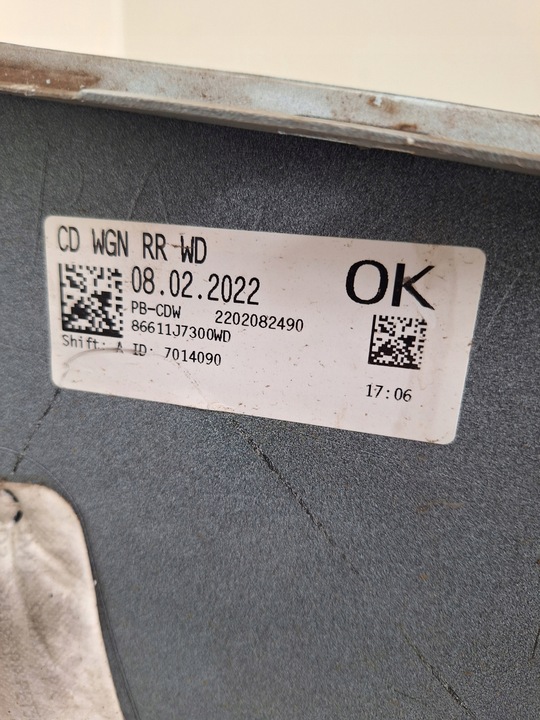 CD WGN RR WD
OK
08.02.2022
PB-CDW 2202082490
86611J7300WD
Shift: A ID: 7014090
17:06